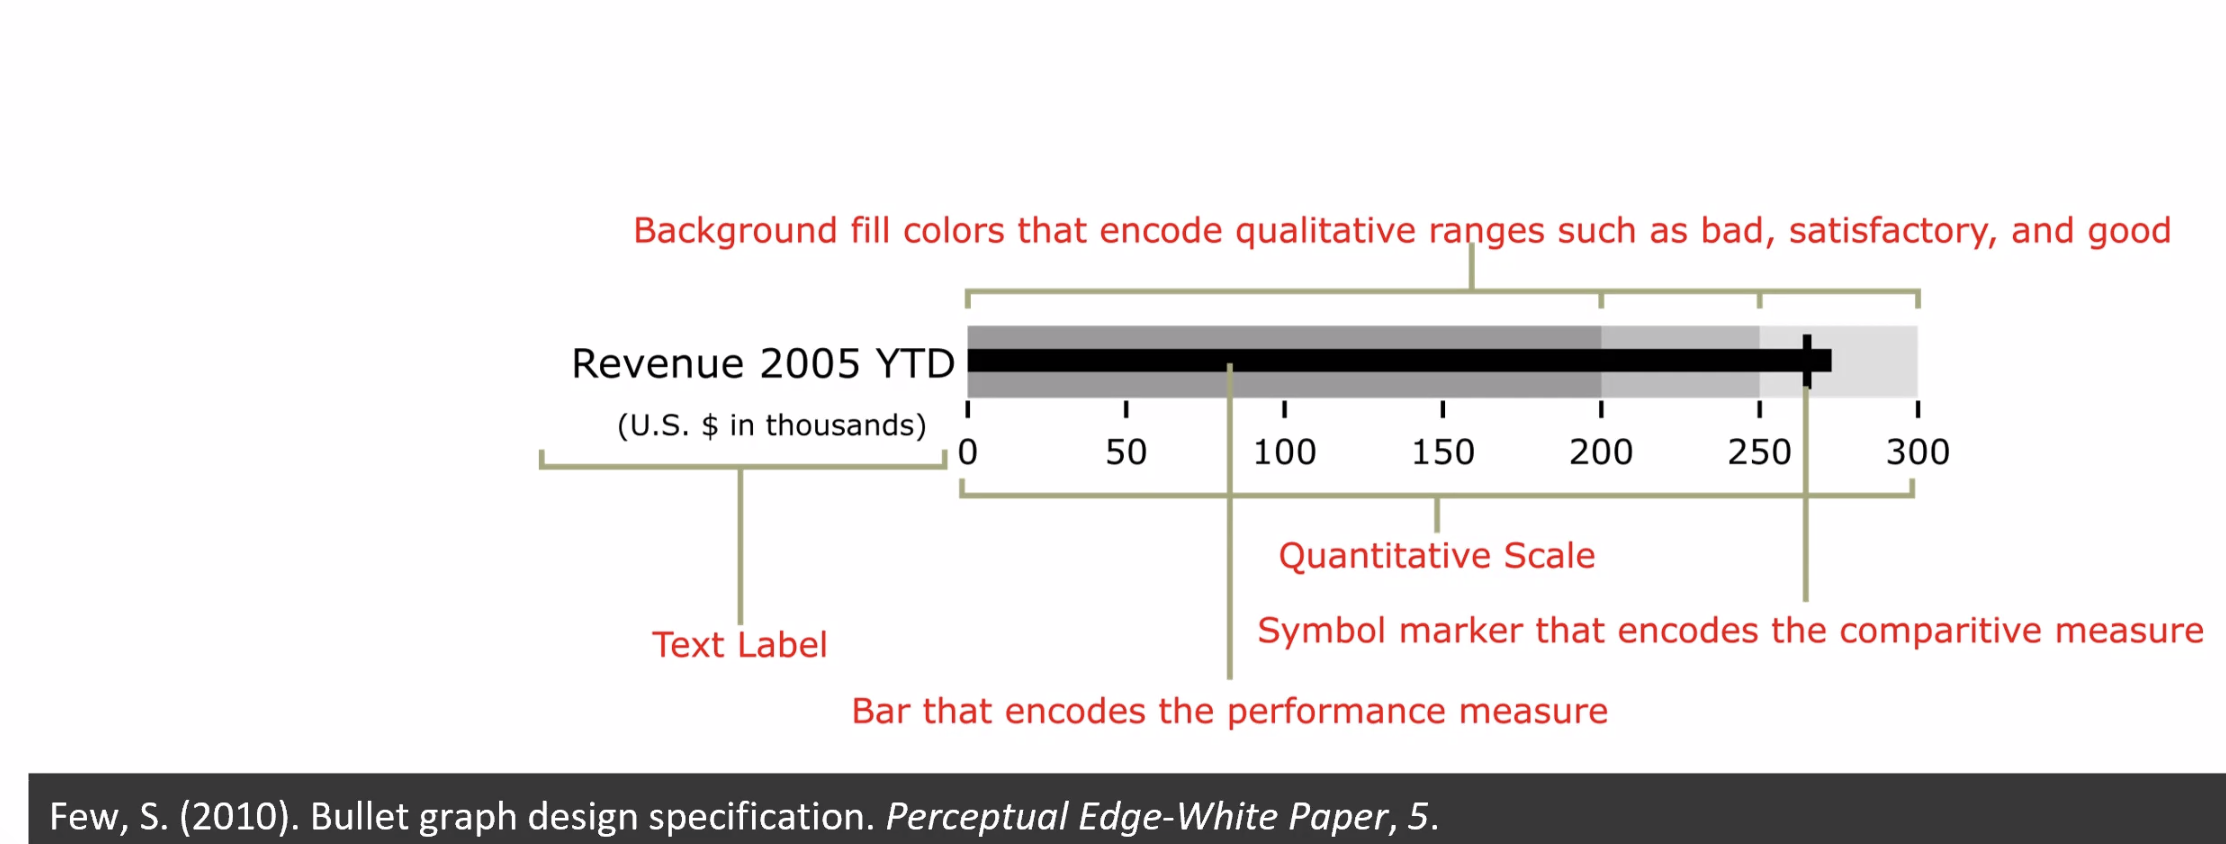 Background fill colors that encode qualitative ranges such as bad, satisfactory, and good
Revenue 2005 YTD
(U.S. $ in thousands)
0 50 100 150 200 250 300
Quantitative Scale
Symbol marker that encodes the comparitive measure
Text Label
Bar that encodes the performance measure
Few, S. (2010). Bullet graph design specification. Perceptual Edge-White Paper, 5.